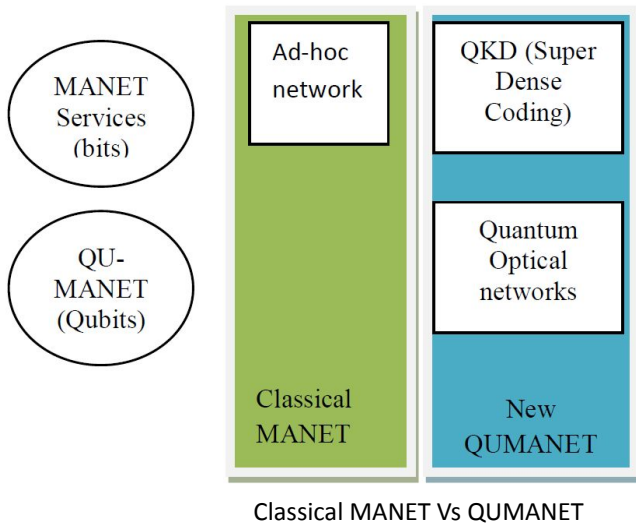 MANET
Services
(bits)
QU-
MANET
(Qubits)
Ad-hoc
network
Classical
MANET
QKD (Super
Dense
Coding)
Quantum
Optical
networks
New
QUMANET
Classical MANET Vs QUMANET